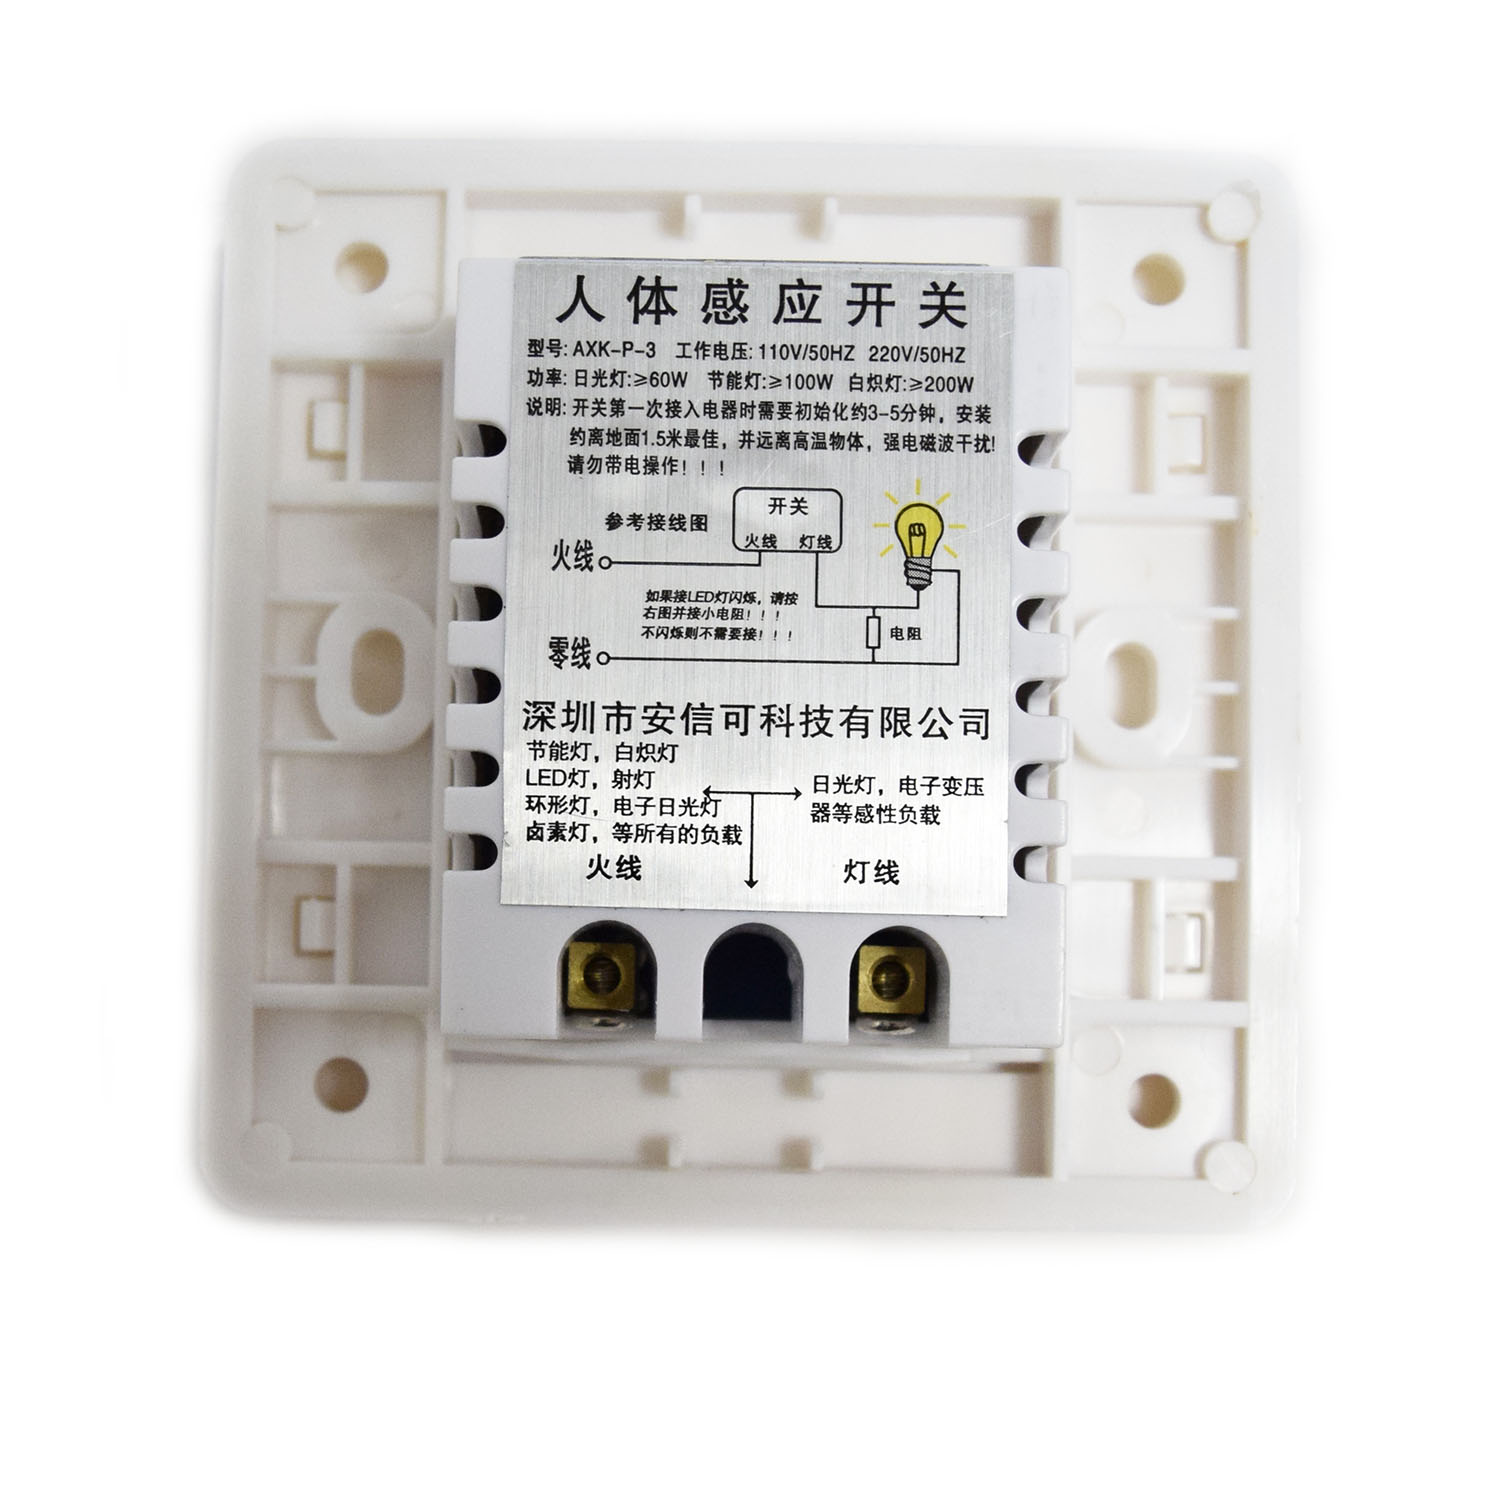 人体感应开关
型号: AXK-P-3 工作电压: 110V/50HZ 220V/50HZ
功率: 日光灯:≥60W 节能灯:≥100W 白炽灯:≥200W
说明: 开关第一次接入电器时需要初始化约3-5分钟，安装
约离地面1.5米最佳，并远离高温物体，强电磁波干扰!
请勿带电操作!!!
开关
参考接线图
火线 灯线
火线
如果接LED灯闪烁，请按
右图并接小电阻!!!
不闪烁则不需要接!!!
电阻
零线
深圳市安信可科技有限公司
节能灯，白炽灯
LED灯，射灯
环形灯，电子日光灯
卤素灯，等所有的负载
日光灯，电子变压
器等感性负载
火线 灯线